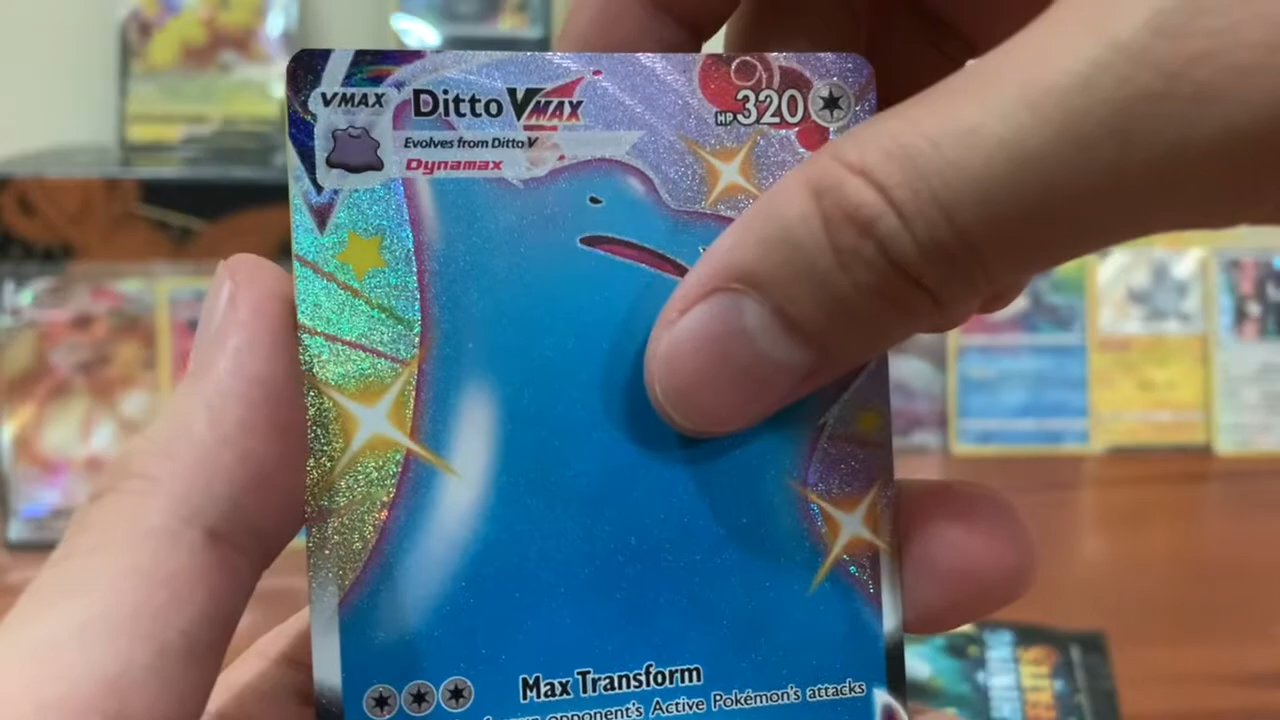 VMAX
Ditto VMAX
HP 320
Evolves from Ditto V
Dynamax
Max Transform
opponent's Active Pokémon's attacks